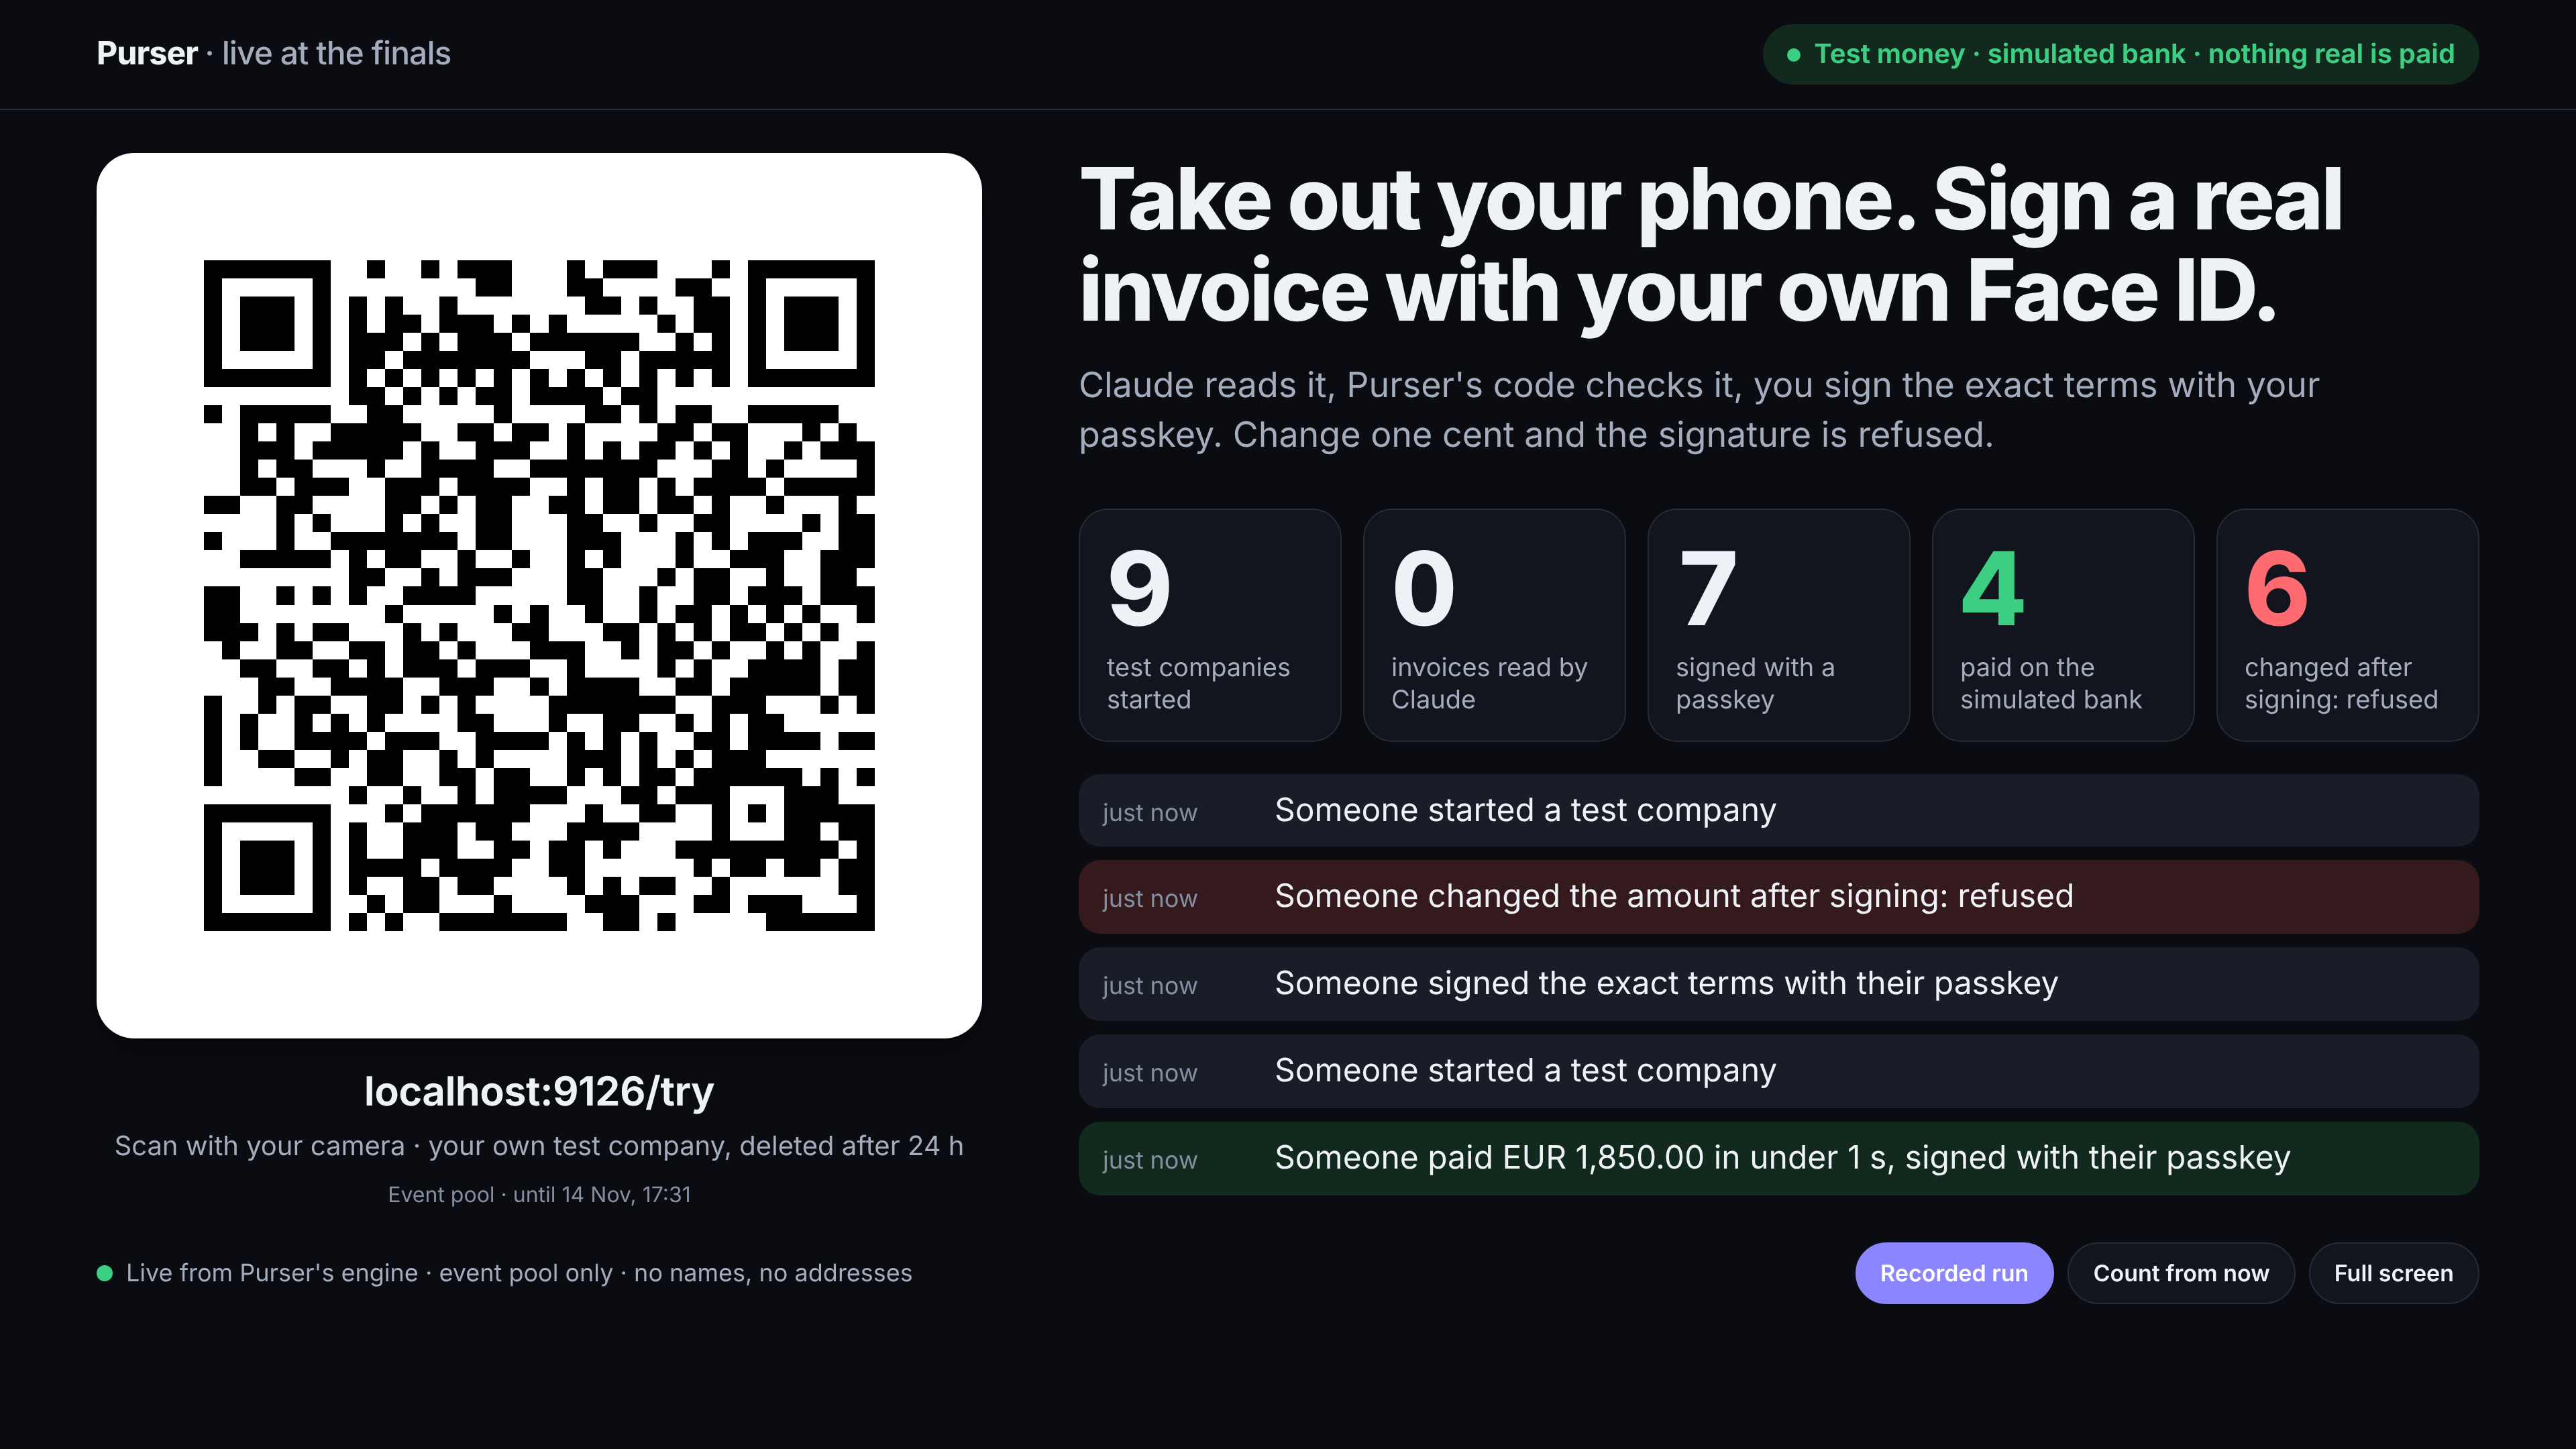 Purser · live at the finals
Test money · simulated bank · nothing real is paid
Take out your phone. Sign a real
invoice with your own Face ID.
Claude reads it, Purser's code checks it, you sign the exact terms with your
passkey. Change one cent and the signature is refused.
9
test companies
started
0
invoices read by
Claude
7
signed with a
passkey
4
paid on the
simulated bank
6
changed after
signing: refused
just now Someone started a test company
just now Someone changed the amount after signing: refused
just now Someone signed the exact terms with their passkey
just now Someone started a test company
just now Someone paid EUR 1,850.00 in under 1 s, signed with their passkey
localhost:9126/try
Scan with your camera · your own test company, deleted after 24 h
Event pool · until 14 Nov, 17:31
Live from Purser's engine · event pool only · no names, no addresses
Recorded run
Count from now
Full screen